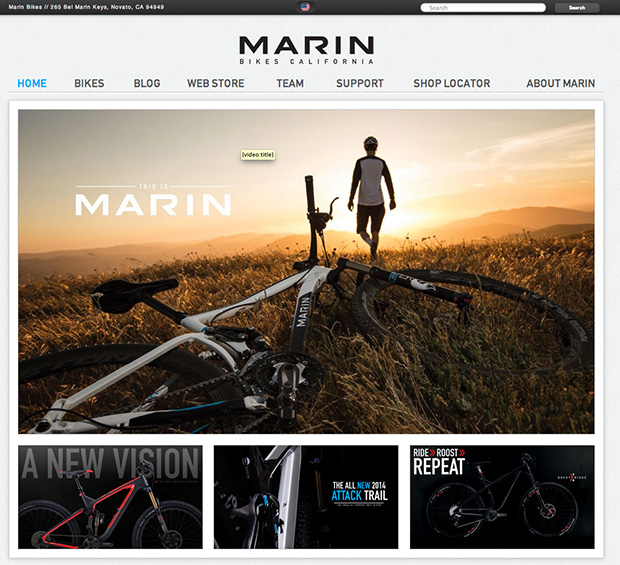 Marin Bikes // 265 Bel Marin Keys, Novato, CA 94949
Search
Search
MARIN
BIKES CALIFORNIA
HOME BIKES BLOG WEB STORE TEAM SUPPORT SHOP LOCATOR ABOUT MARIN
{video.title}
THIS IS
MARIN
MARIN
A NEW VISION
THE ALL NEW 2014
ATTACK TRAIL
RIDE » ROOST »
REPEAT